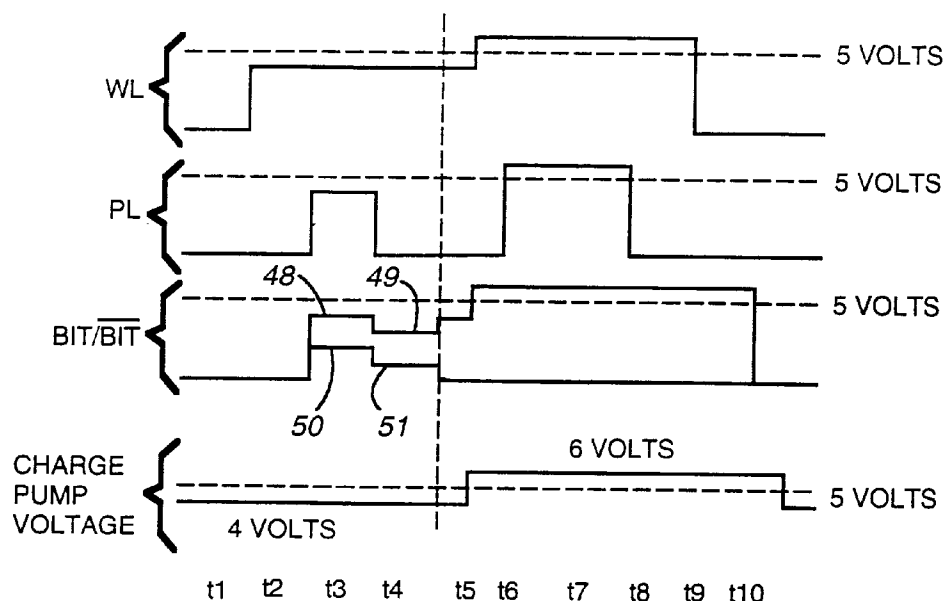 WL
5 VOLTS
PL
5 VOLTS
48
49
BIT/BIT
5 VOLTS
50
51
CHARGE
PUMP
VOLTAGE
6 VOLTS
4 VOLTS
5 VOLTS
t1 t2 t3 t4 t5 t6 t7 t8 t9 t10